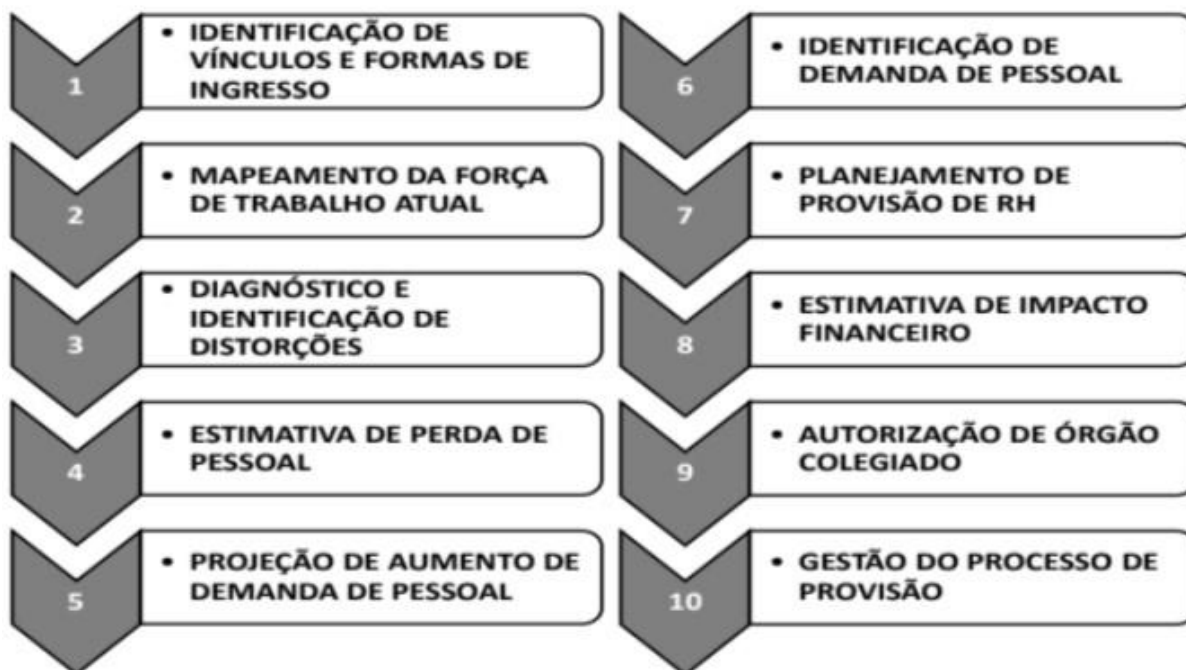 1
• IDENTIFICAÇÃO DE
VÍNCULOS E FORMAS DE
INGRESSO
2
• MAPEAMENTO DA FORÇA
DE TRABALHO ATUAL
3
• DIAGNÓSTICO E
IDENTIFICAÇÃO DE
DISTORÇÕES
4
• ESTIMATIVA DE PERDA DE
PESSOAL
5
• PROJEÇÃO DE AUMENTO DE
DEMANDA DE PESSOAL
6
• IDENTIFICAÇÃO DE
DEMANDA DE PESSOAL
7
• PLANEJAMENTO DE
PROVISÃO DE RH
8
• ESTIMATIVA DE IMPACTO
FINANCEIRO
9
• AUTORIZAÇÃO DE ÓRGÃO
COLEGIADO
10
• GESTÃO DO PROCESSO DE
PROVISÃO